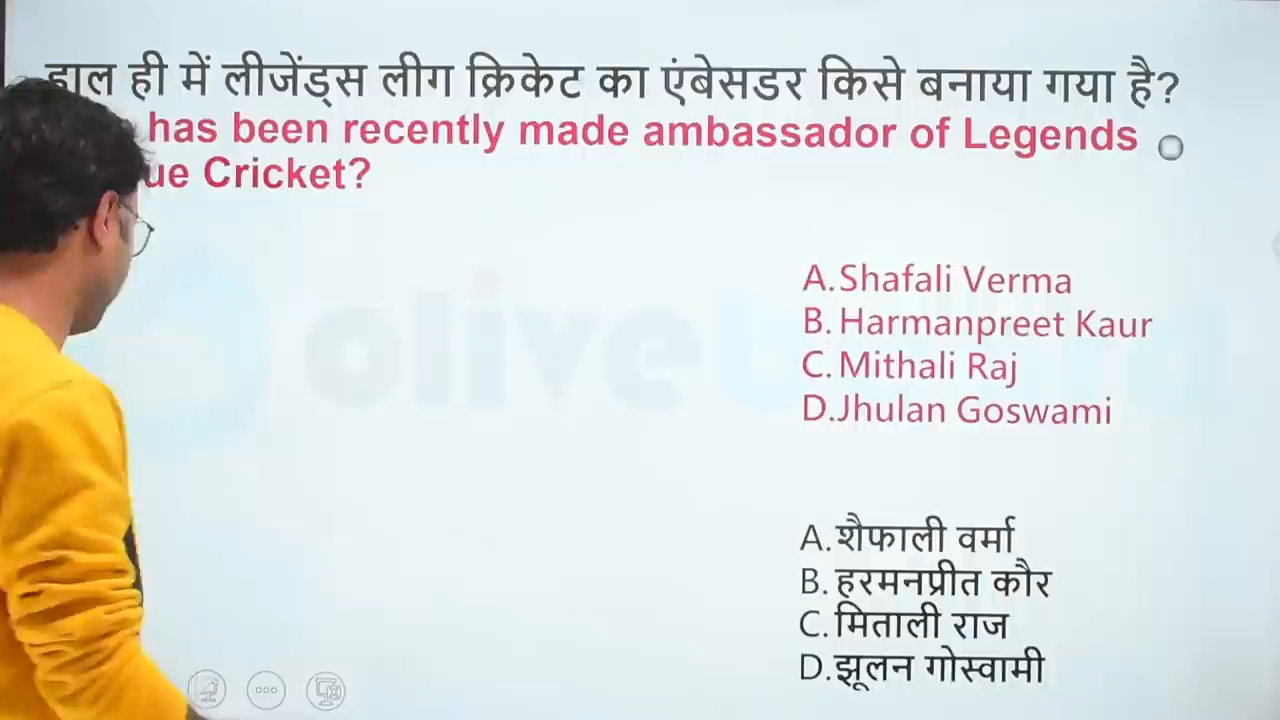 हाल ही में लीजेंड्स लीग क्रिकेट का एंबेसडर किसे बनाया गया है?
has been recently made ambassador of Legends
ue Cricket?
A.Shafali Verma
B. Harmanpreet Kaur
C. Mithali Raj
D.Jhulan Goswami
olive
A.शैफाली वर्मा
B. हरमनप्रीत कौर
C. मिताली राज
D.झूलन गोस्वामी